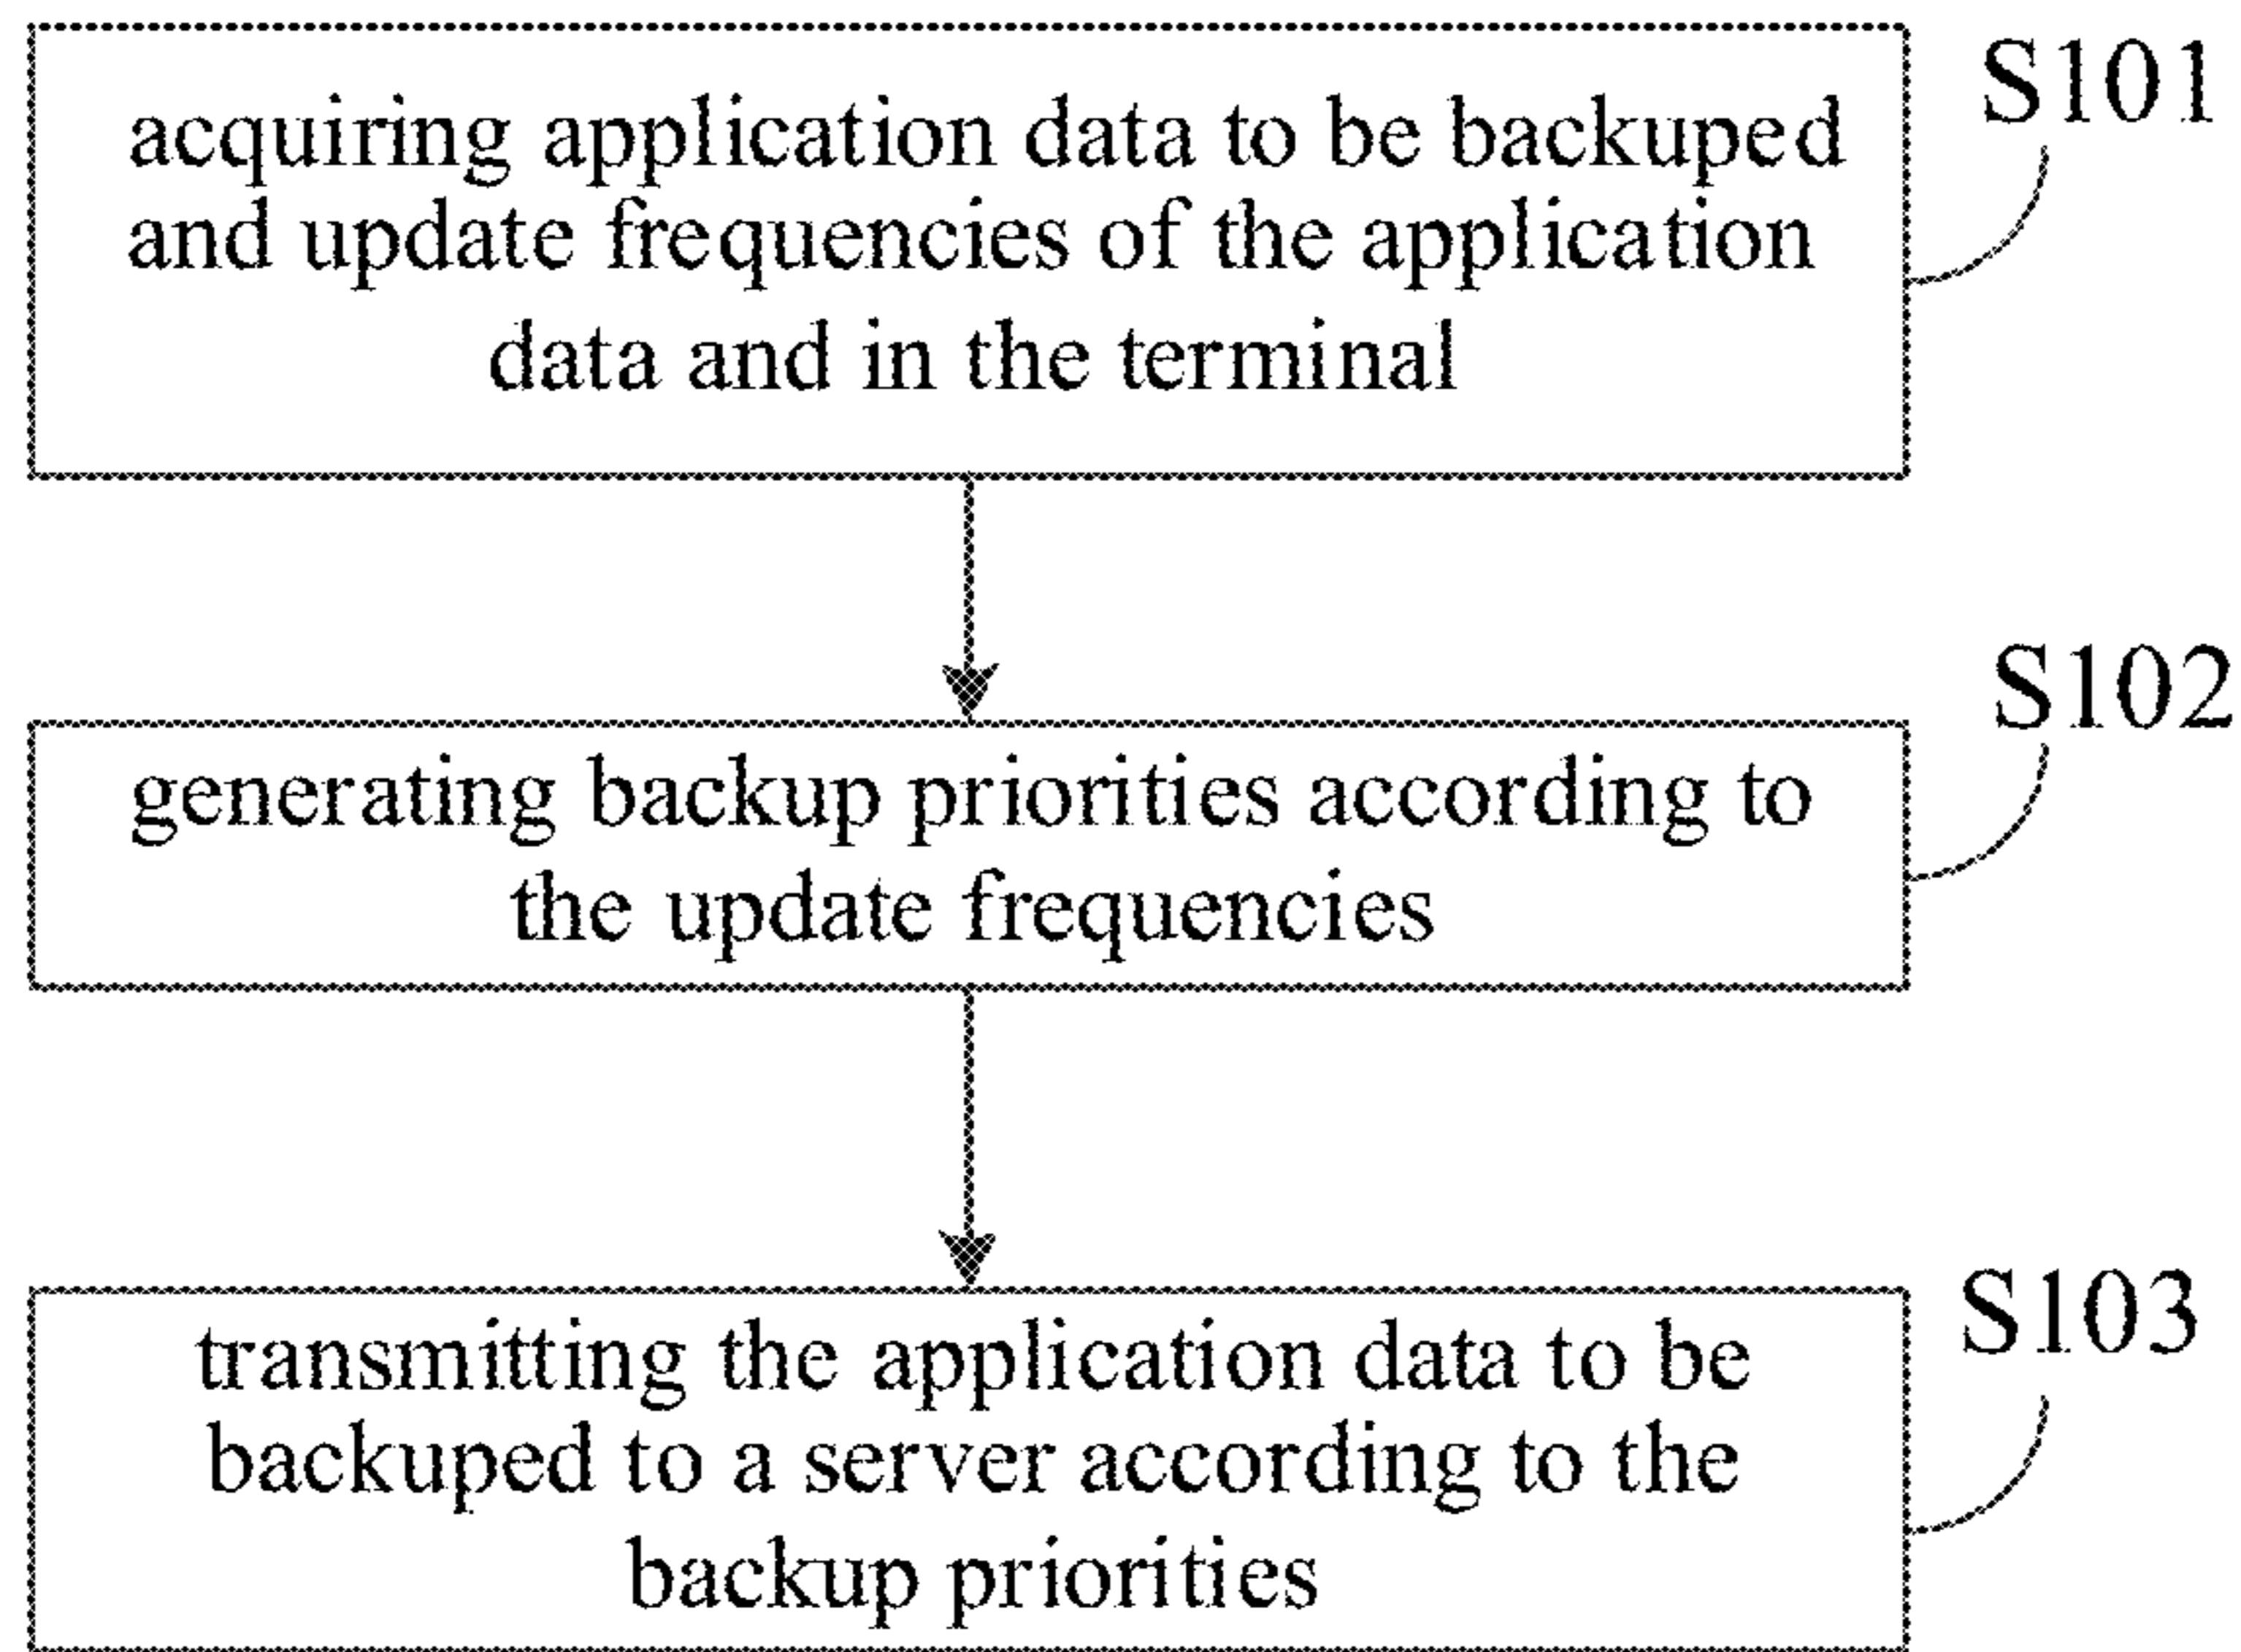 acquiring application data to be backuped
and update frequencies of the application
data and in the terminal
S101
generating backup priorities according to
the update frequencies
S102
transmitting the application data to be
backuped to a server according to the
backup priorities
S103